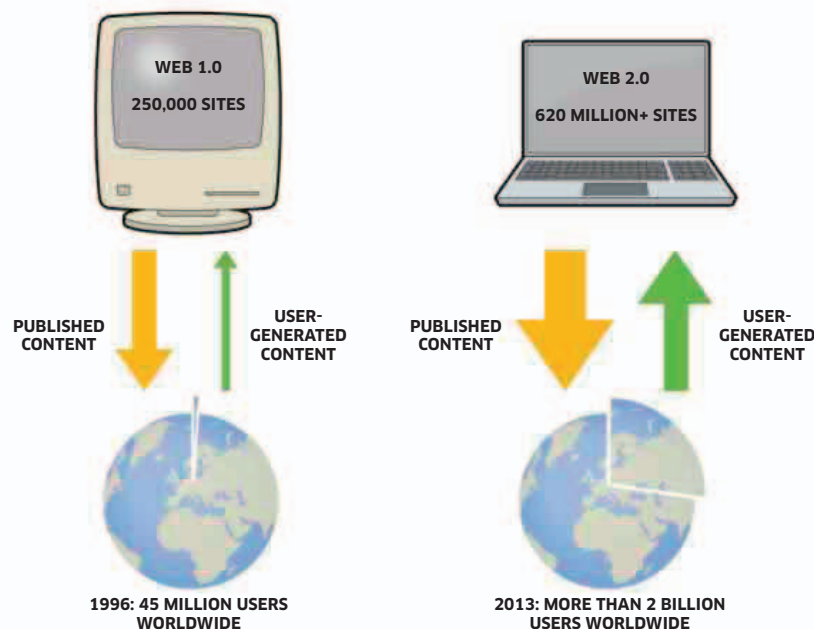 WEB 1.0
250,000 SITES
PUBLISHED
CONTENT
USER-
GENERATED
CONTENT
1996: 45 MILLION USERS
WORLDWIDE
WEB 2.0
620 MILLION+ SITES
PUBLISHED
CONTENT
USER-
GENERATED
CONTENT
2013: MORE THAN 2 BILLION
USERS WORLDWIDE